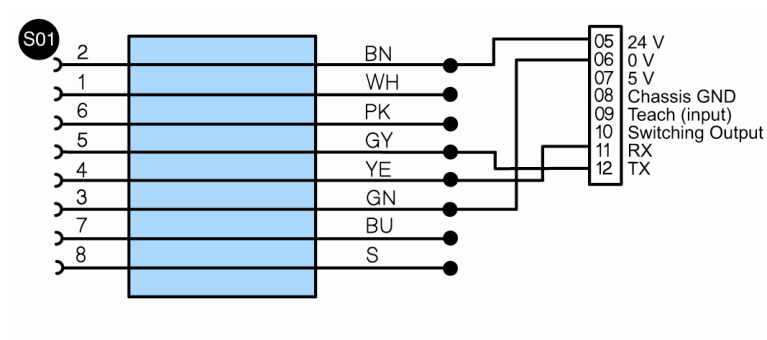 S01
2 BN
1 WH
6 PK
5 GY
4 YE
3 GN
7 BU
8 S
05 24 V
06 0 V
07 5 V
08 Chassis GND
09 Teach (input)
10 Switching Output
11 RX
12 TX